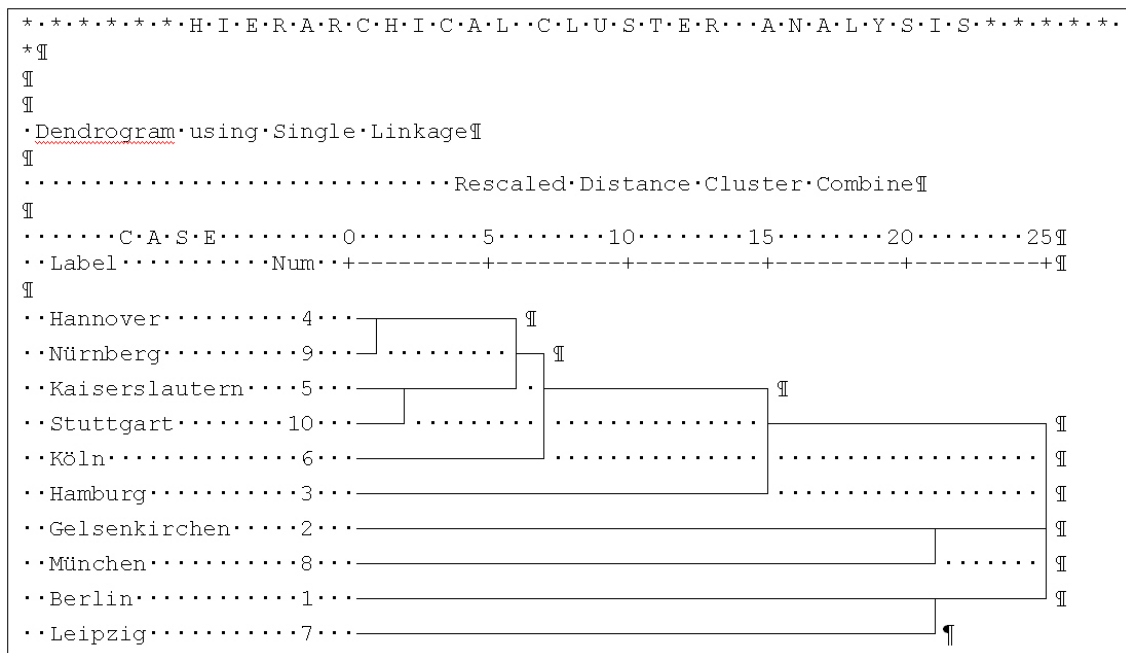 * * * * * * H I E R A R C H I C A L  C L U S T E R   A N A L Y S I S * * * * * *
*¶
¶
¶
Dendrogram using Single Linkage¶
¶
Rescaled Distance Cluster Combine¶
¶
C A S E 0 5 10 15 20 25¶
Label Num +---------+---------+---------+---------+---------+¶
¶
Hannover 4 ¶
Nürnberg 9 ¶
Kaiserslautern 5 ¶
Stuttgart 10 ¶
Köln 6 ¶
Hamburg 3 ¶
Gelsenkirchen 2 ¶
München 8 ¶
Berlin 1 ¶
Leipzig 7 ¶